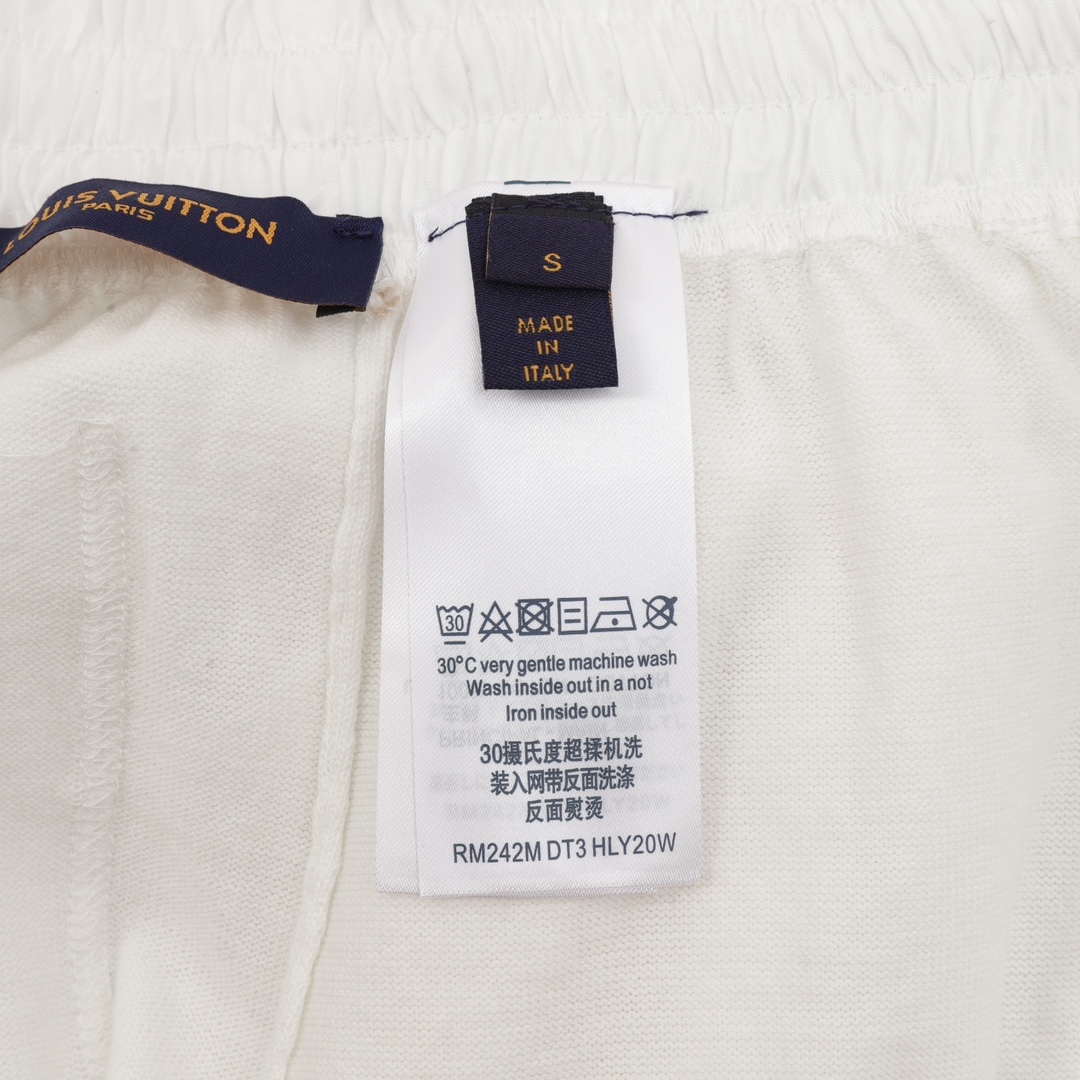 LOUIS VUITTON
PARIS
S
MADE
IN
ITALY
30
30°C very gentle machine wash
Wash inside out in a not
Iron inside out
30摄氏度超揉机洗
装入网带反面洗涤
反面熨烫
RM242M DT3 HLY20W